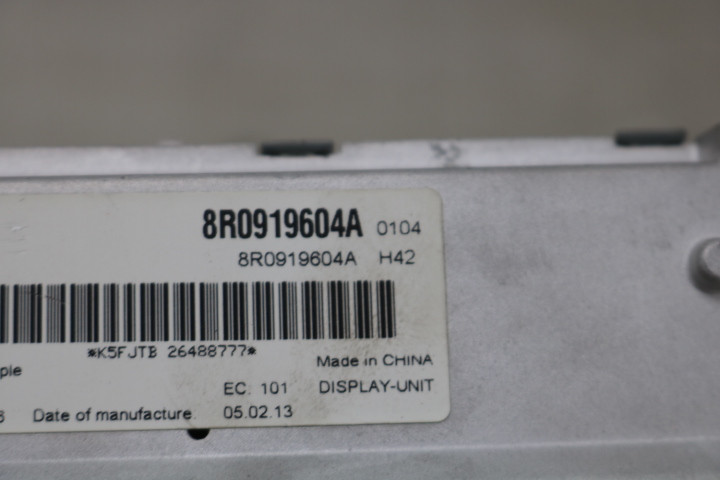 8R0919604A 0104
8R0919604A H42
*K5FJTB 26488777*
Made in CHINA
EC. 101 DISPLAY-UNIT
Date of manufacture 05.02.13